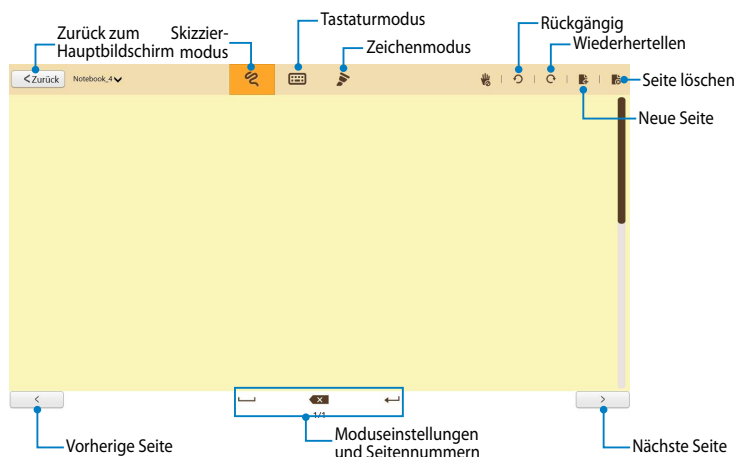 Zurück zum
Hauptbildschirm
Skizzier-
modus
Tastaturmodus
Zeichenmodus
Rückgängig
Wiederhertellen
Seite löschen
Neue Seite
<Zurück
Notebook_4
<
1/1
>
Vorherige Seite
Moduseinstellungen
und Seitennummern
Nächste Seite